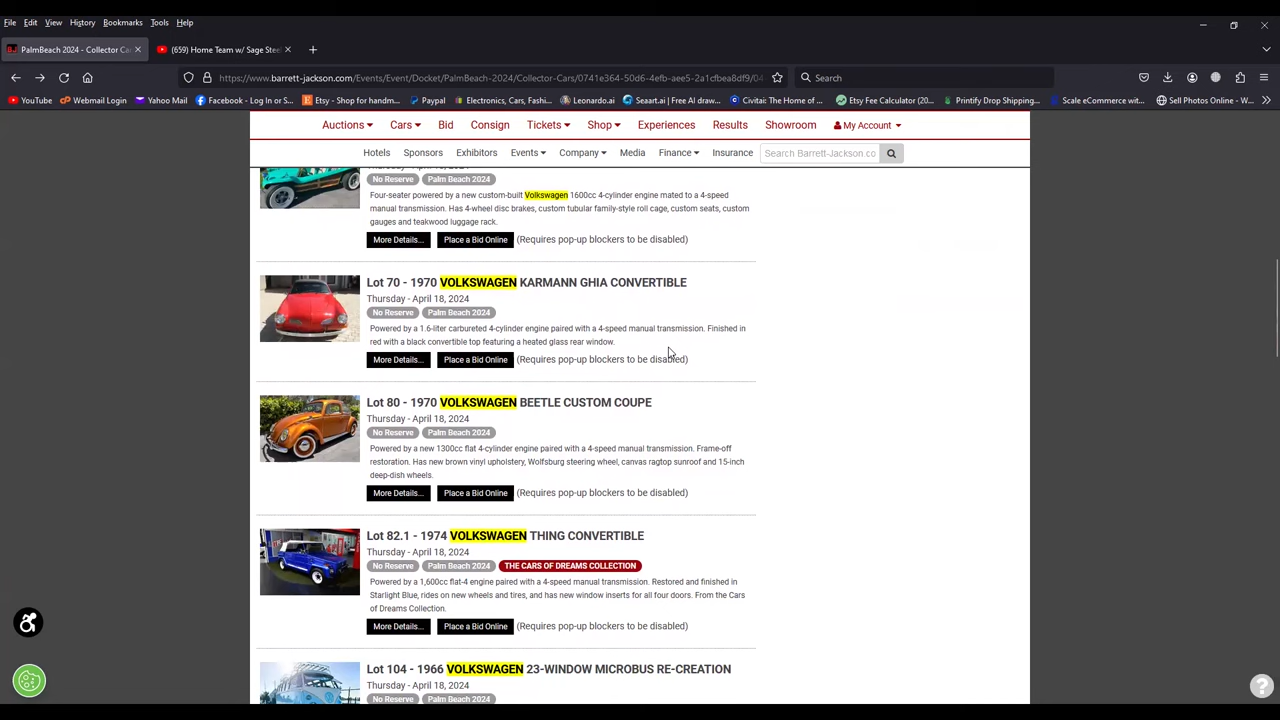 File Edit View History Bookmarks Tools Help
PalmBeach 2024 - Collector Ca
(659) Home Team w/ Sage Stee
https://www.barrett-jackson.com/Events/Event/Docket/PalmBeach-2024/Collector-Cars/0741e364-50d6-4efb-aee5-2a1cfbea8df9/04
Search
YouTube Webmail Login Yahoo Mail Facebook - Log In or S... Etsy - Shop for handm... Paypal Electronics, Cars, Fashi... Leonardo.ai Seaart.ai | Free AI draw... Civitai: The Home of ... Etsy Fee Calculator (20... Printify Drop Shipping,... Scale eCommerce wit... Sell Photos Online - W...
Auctions Cars Bid Consign Tickets Shop Experiences Results Showroom My Account
Hotels Sponsors Exhibitors Events Company Media Finance Insurance Search Barrett-Jackson.co
No Reserve Palm Beach 2024
Four-seater powered by a new custom-built Volkswagen 1600cc 4-cylinder engine mated to a 4-speed
manual transmission. Has 4-wheel disc brakes, custom tubular family-style roll cage, custom seats, custom
gauges and teakwood luggage rack.
More Details... Place a Bid Online (Requires pop-up blockers to be disabled)
Lot 70 - 1970 VOLKSWAGEN KARMANN GHIA CONVERTIBLE
Thursday - April 18, 2024
No Reserve Palm Beach 2024
Powered by a 1.6-liter carbureted 4-cylinder engine paired with a 4-speed manual transmission. Finished in
red with a black convertible top featuring a heated glass rear window.
More Details... Place a Bid Online (Requires pop-up blockers to be disabled)
Lot 80 - 1970 VOLKSWAGEN BEETLE CUSTOM COUPE
Thursday - April 18, 2024
No Reserve Palm Beach 2024
Powered by a new 1300cc flat 4-cylinder engine paired with a 4-speed manual transmission. Frame-off
restoration. Has new brown vinyl upholstery, Wolfsburg steering wheel, canvas ragtop sunroof and 15-inch
deep-dish wheels.
More Details... Place a Bid Online (Requires pop-up blockers to be disabled)
Lot 82.1 - 1974 VOLKSWAGEN THING CONVERTIBLE
Thursday - April 18, 2024
No Reserve Palm Beach 2024 THE CARS OF DREAMS COLLECTION
Powered by a 1,600cc flat-4 engine paired with a 4-speed manual transmission. Restored and finished in
Starlight Blue, rides on new wheels and tires, and has new window inserts for all four doors. From the Cars
of Dreams Collection.
More Details... Place a Bid Online (Requires pop-up blockers to be disabled)
Lot 104 - 1966 VOLKSWAGEN 23-WINDOW MICROBUS RE-CREATION
Thursday - April 18, 2024
No Reserve Palm Beach 2024